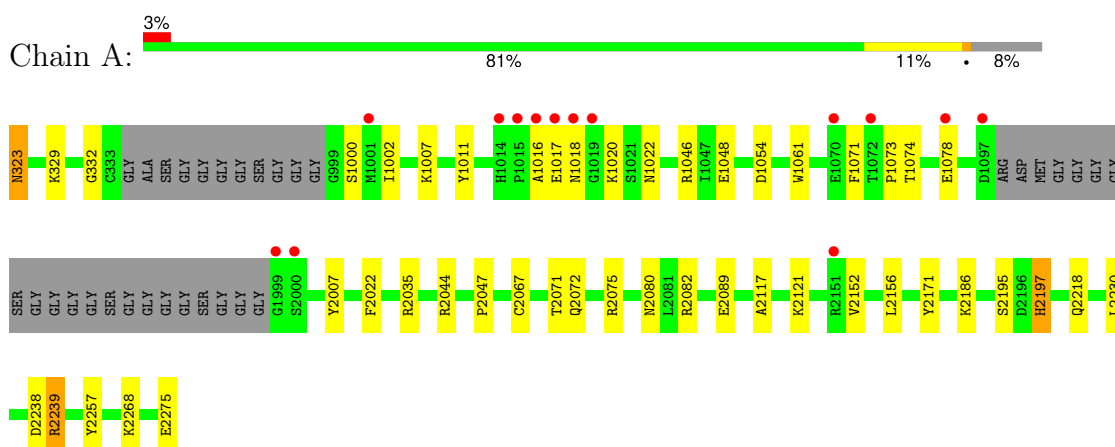 3%
Chain A:
81% 11% • 8%
N323 K329 G332 C333 GLY ALA SER GLY GLY GLY GLY SER GLY GLY GLY G999 S1000 M1001 I1002 K1007 Y1011 H1014 P1015 A1016 E1017 N1018 G1019 K1020 S1021 N1022 R1046 I1047 E1048 D1054 W1061 E1070 F1071 T1072 P1073 T1074 E1078 D1097 ARG ASP MET GLY GLY GLY GLY
SER GLY GLY GLY GLY SER GLY GLY GLY GLY SER GLY GLY GLY G1999 S2000 Y2007 F2022 R2035 R2044 P2047 C2067 T2071 Q2072 R2075 N2080 L2081 R2082 E2089 A2117 K2121 R2151 V2152 L2156 Y2171 K2186 S2195 D2196 H2197 Q2218 L2230
D2238 R2239 Y2257 K2268 E2275